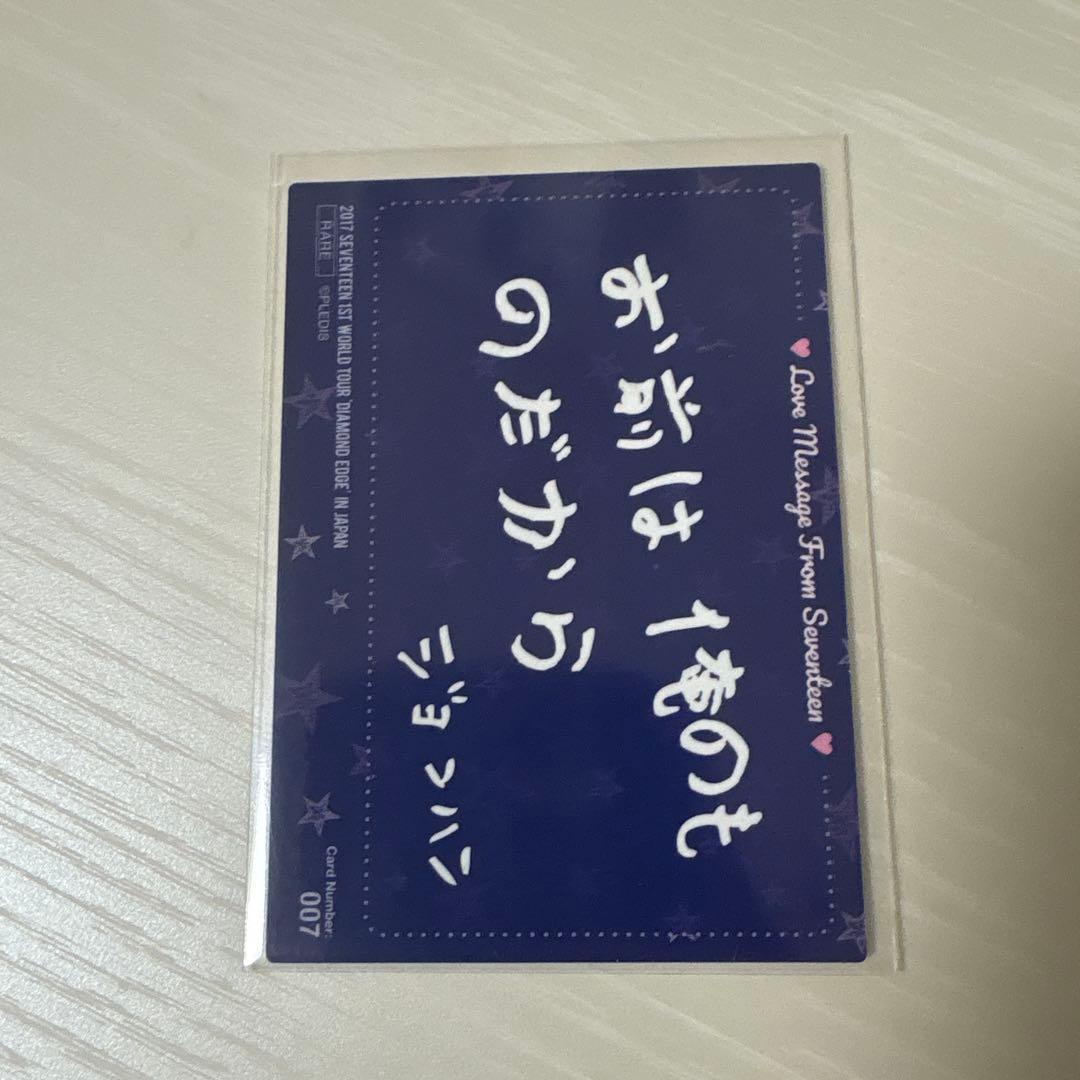 ♥ Love Message From Seventeen ♥
お前は 俺のも
のだから
ジョンハン
2017 SEVENTEEN 1ST WORLD TOUR 'DIAMOND EDGE' IN JAPAN
RARE ©PLEDIS
Card Number:
007